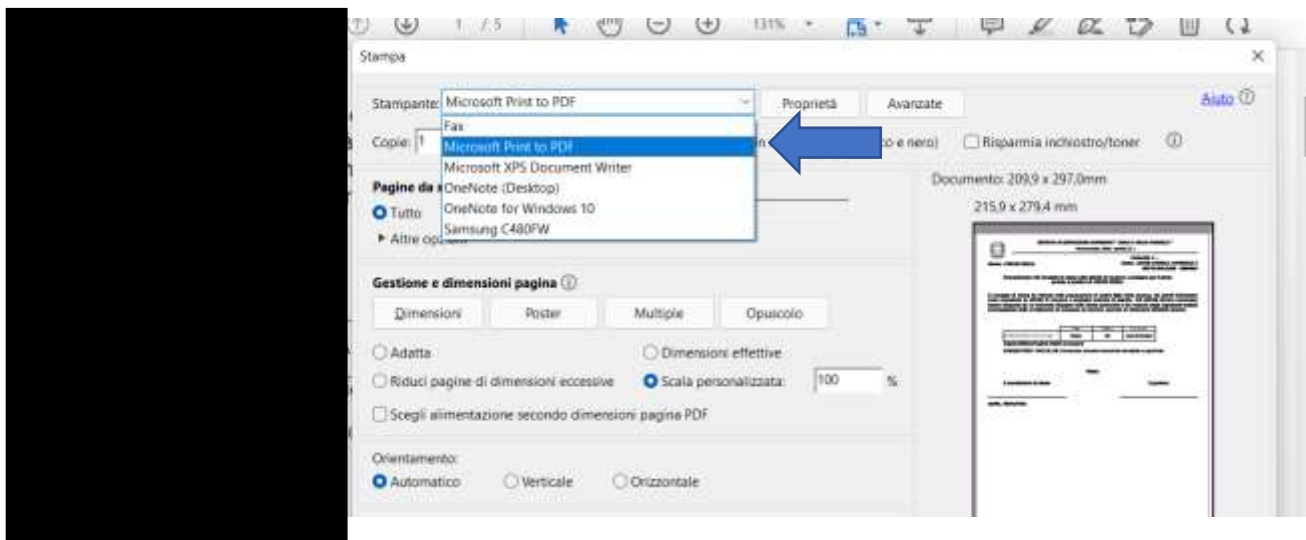 1 / 5 131%
Stampa
Stampante: Microsoft Print to PDF Proprietà Avanzate Aiuto
Fax
Copie: 1 Microsoft Print to PDF in co e nero) Risparmia inchiostro/toner
Microsoft XPS Document Writer
Pagine da OneNote (Desktop) Documento: 209,9 x 297,0mm
Tutto OneNote for Windows 10 215,9 x 279,4 mm
Altre Samsung C480FW
Gestione e dimensioni pagina
Dimensioni Poster Multiple Opuscolo
Adatta Dimensioni effettive
Riduci pagine di dimensioni eccessive Scala personalizzata: 100 %
Scegli alimentazione secondo dimensioni pagina PDF
Orientamento:
Automatico Verticale Orizzontale